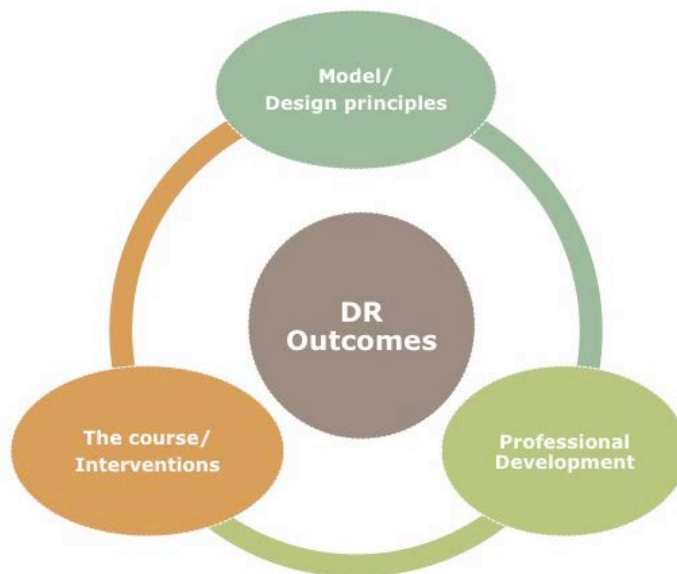 Model/
Design principles
DR
Outcomes
The course/
Interventions
Professional
Development